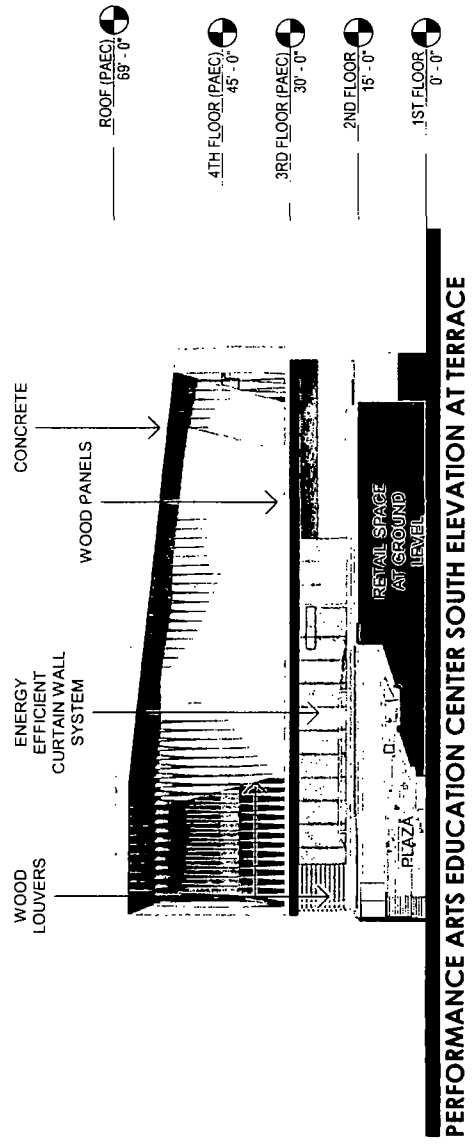 WOOD
LOUVERS
ENERGY
EFFICIENT
CURTAIN WALL
SYSTEM
WOOD PANELS
CONCRETE
ROOF (PAEC)
69' - 0"
4TH FLOOR (PAEC)
45' - 0"
3RD FLOOR (PAEC)
30' - 0"
2ND FLOOR
15' - 0"
1ST FLOOR
0' - 0"
PLAZA
RETAIL SPACE
AT GROUND
LEVEL
PERFORMANCE ARTS EDUCATION CENTER SOUTH ELEVATION AT TERRACE